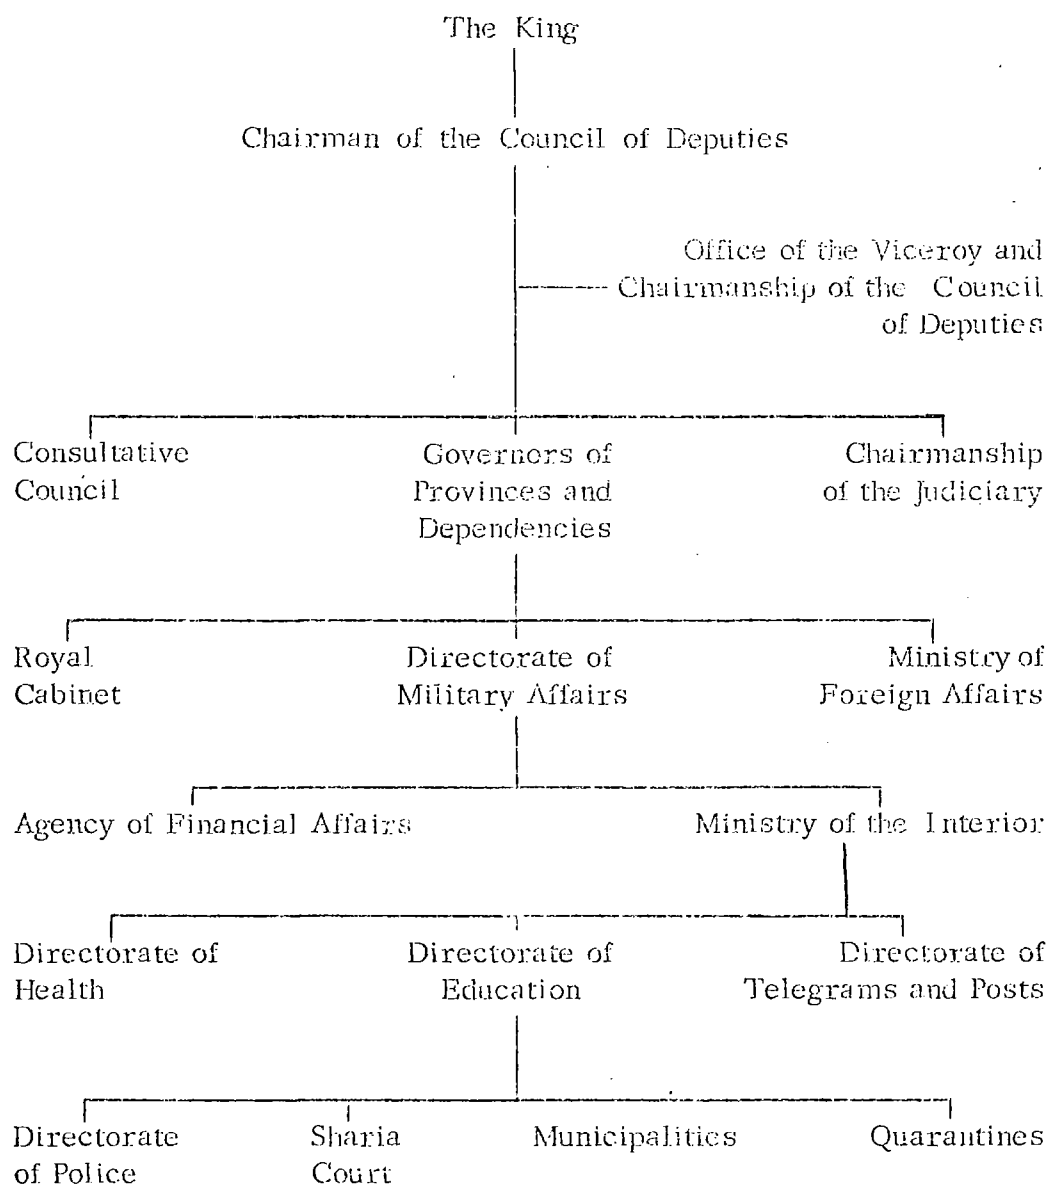 The King
Chairman of the Council of Deputies
Office of the Viceroy and
Chairmanship of the Council
of Deputies
Consultative
Council
Governors of
Provinces and
Dependencies
Chairmanship
of the Judiciary
Royal
Cabinet
Directorate of
Military Affairs
Ministry of
Foreign Affairs
Agency of Financial Affairs
Ministry of the Interior
Directorate of
Health
Directorate of
Education
Directorate of
Telegrams and Posts
Directorate
of Police
Sharia
Court
Municipalities
Quarantines